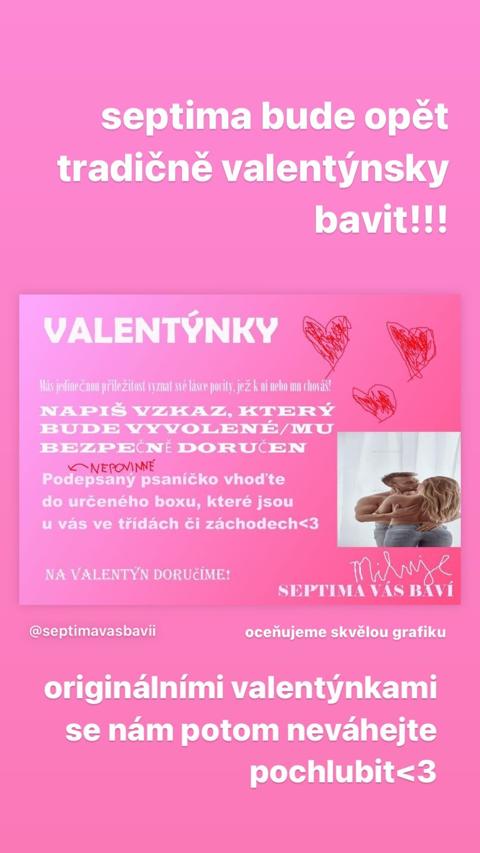 septima bude opět
tradičně valentýnsky
bavit!!!
VALENTÝNKY
Máš jedinečnou příležitost vyznat své lásce pocity, jež k ní nebo mu chováš!
NAPIŠ VZKAZ, KTERÝ
BUDE VYVOLENÉ/MU
BEZPEČNĚ DORUČEN
NEPOVINNĚ
Podepsaný psaníčko vhoďte
do určeného boxu, které jsou
u vás ve třídách či záchodech<3
NA VALENTÝN DORUČÍME!
Miluje
SEPTIMA VÁS BAVÍ
@septimavasbavii
oceňujeme skvělou grafiku
originálními valentýnkami
se nám potom neváhejte
pochlubit<3